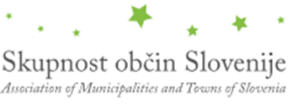 Skupnost občin Slovenije
Association of Municipalities and Towns of Slovenia